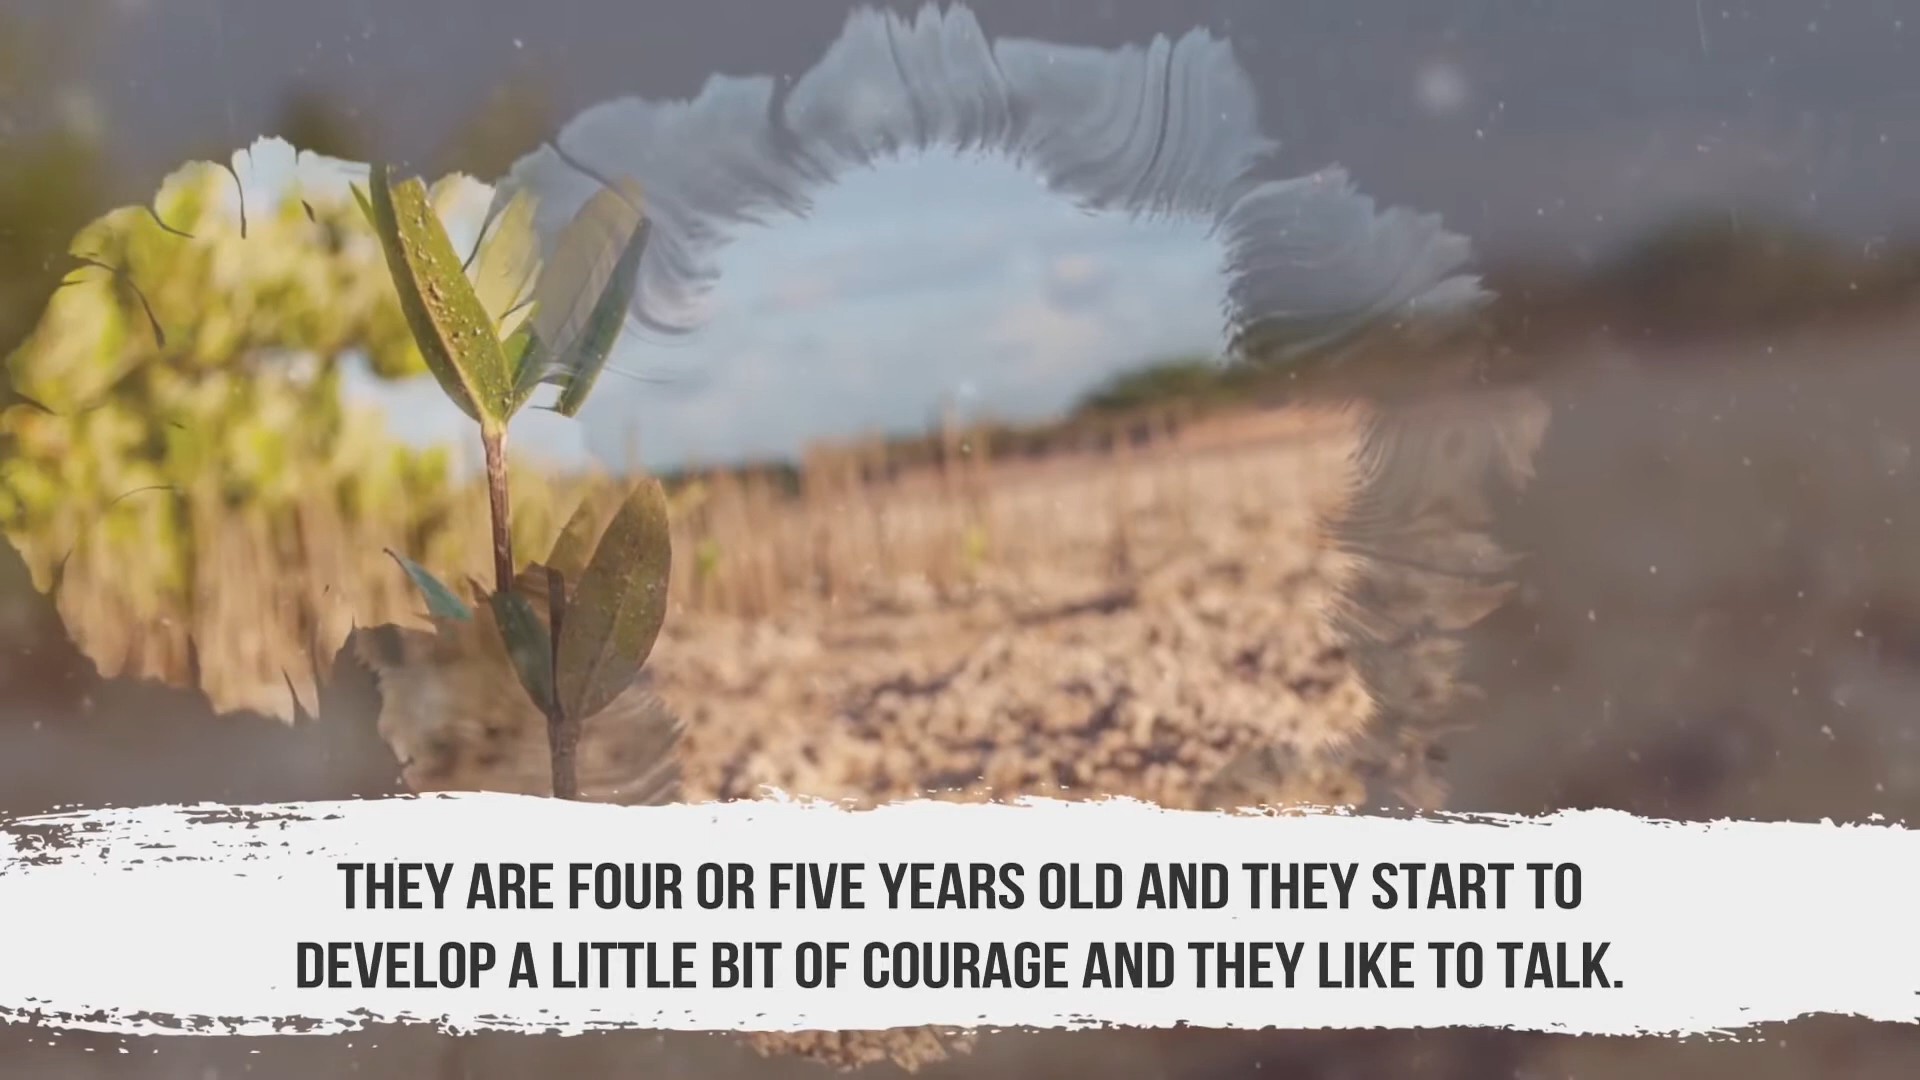 THEY ARE FOUR OR FIVE YEARS OLD AND THEY START TO
DEVELOP A LITTLE BIT OF COURAGE AND THEY LIKE TO TALK.